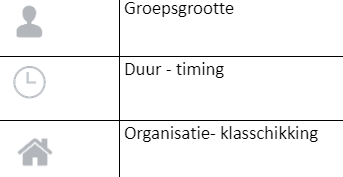 Groepsgrootte
Duur - timing
Organisatie- klasschikking